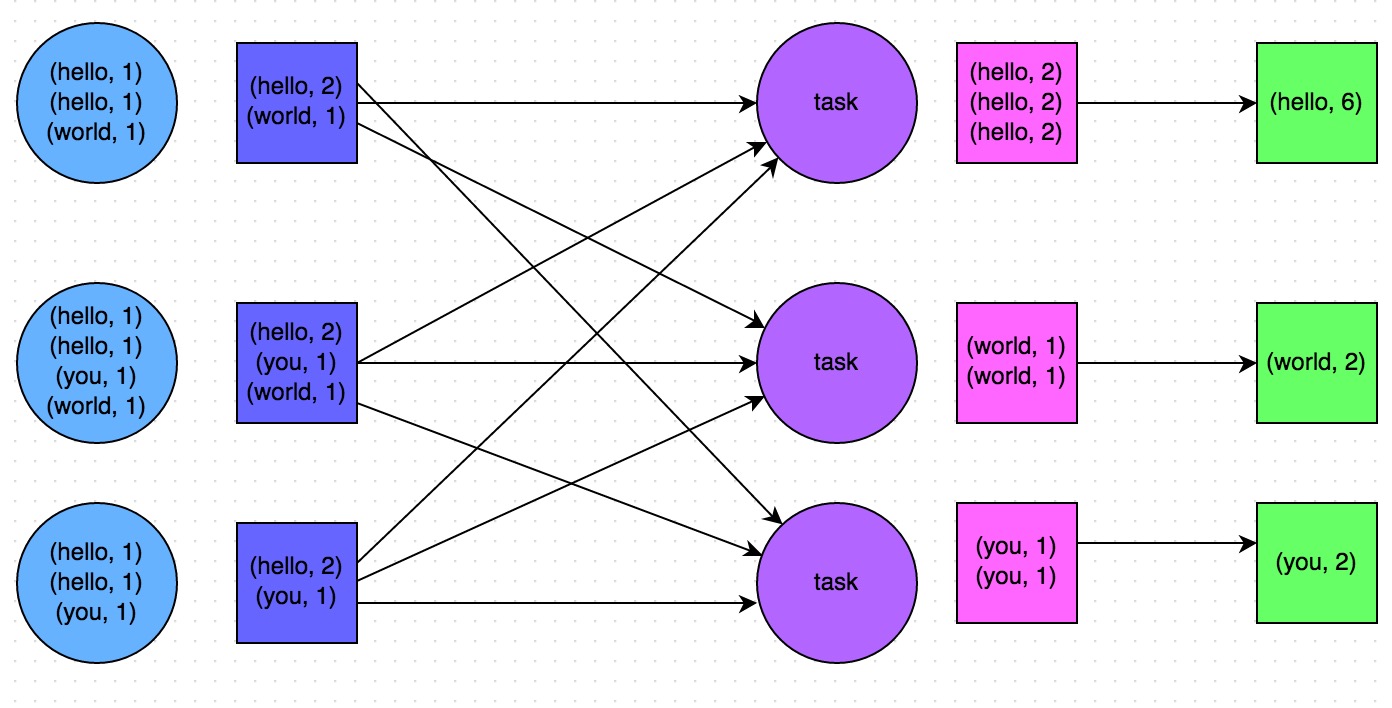 (hello, 1)
(hello, 1)
(world, 1)
(hello, 2)
(world, 1)
task
(hello, 2)
(hello, 2)
(hello, 2)
(hello, 6)
(hello, 1)
(hello, 1)
(you, 1)
(world, 1)
(hello, 2)
(you, 1)
(world, 1)
task
(world, 1)
(world, 1)
(world, 2)
(hello, 1)
(hello, 1)
(you, 1)
(hello, 2)
(you, 1)
task
(you, 1)
(you, 1)
(you, 2)